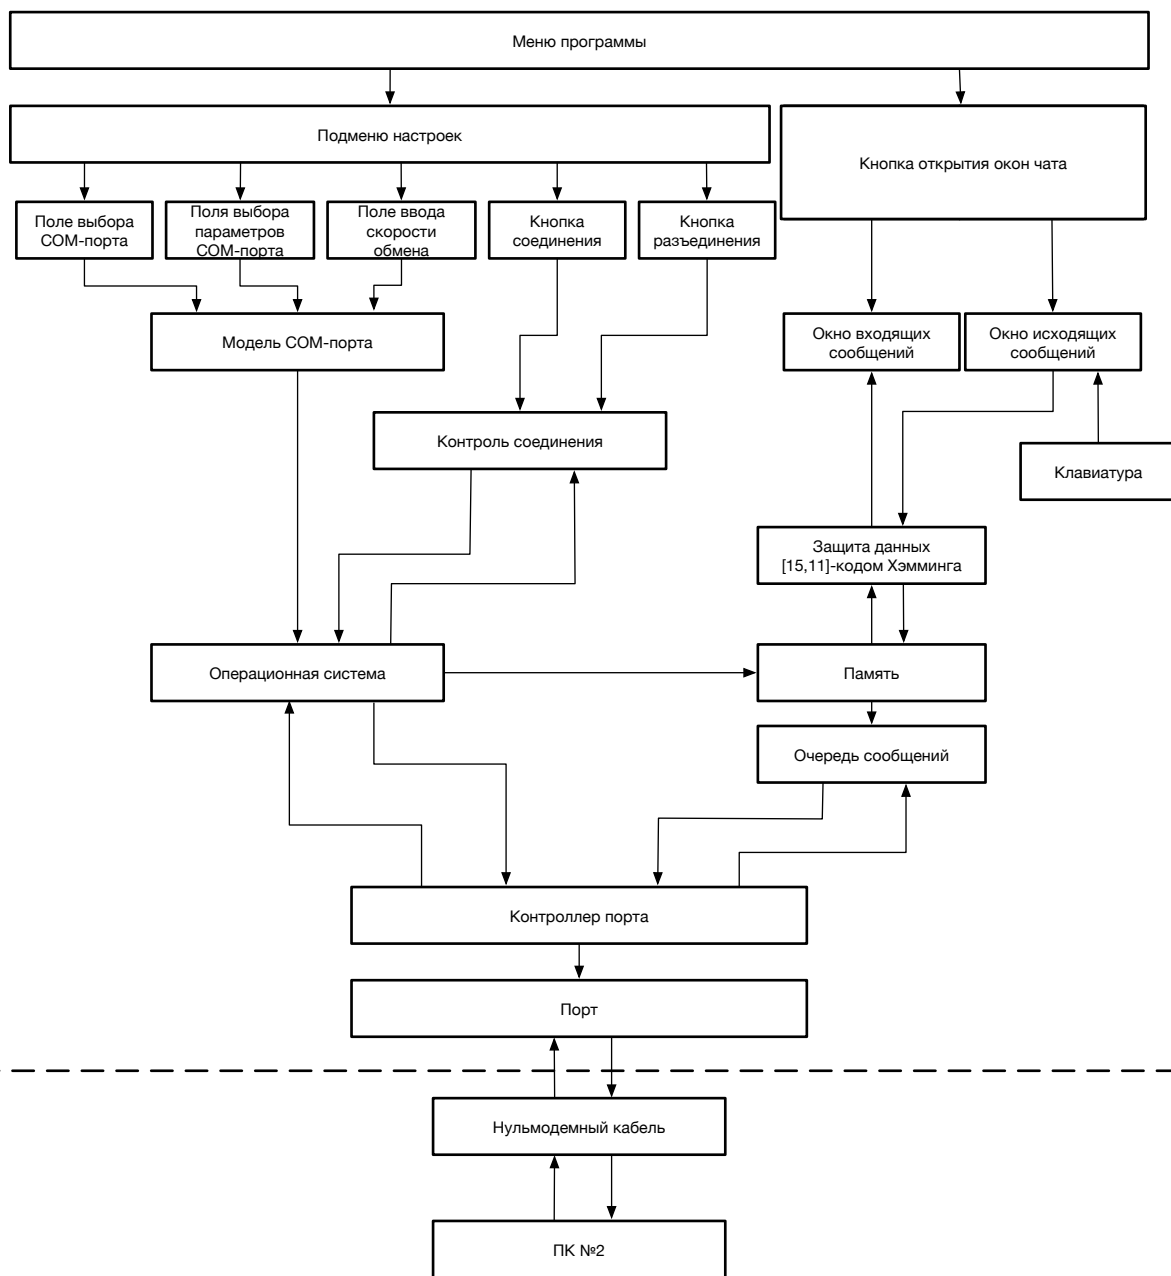 Меню программы
Подменю настроек
Кнопка открытия окон чата
Поле выбора
COM-порта
Поля выбора
параметров
COM-порта
Поле ввода
скорости
обмена
Кнопка
соединения
Кнопка
разъединения
Модель COM-порта
Окно входящих
сообщений
Окно исходящих
сообщений
Контроль соединения
Клавиатура
Защита данных
[15,11]-кодом Хэмминга
Операционная система
Память
Очередь сообщений
Контроллер порта
Порт
Нульмодемный кабель
ПК №2